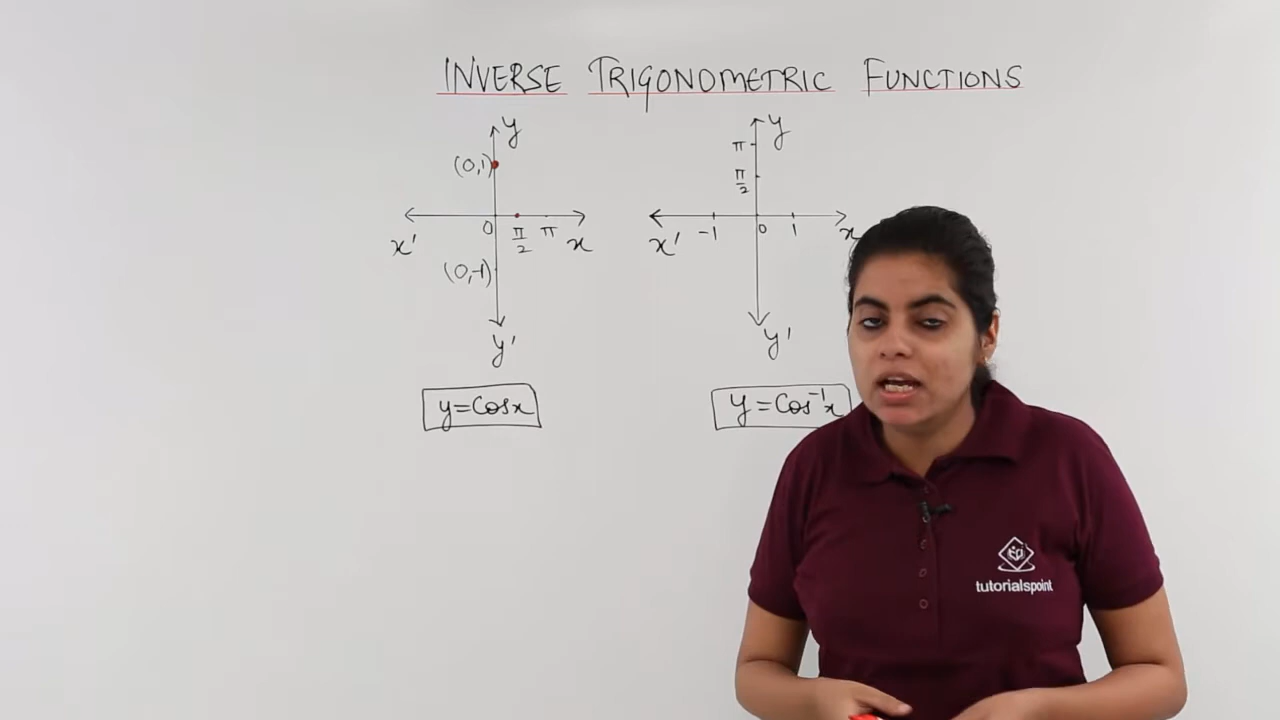 INVERSE TRIGONOMETRIC FUNCTIONS
y
(0,1)
0
π/2
π
x
x'
(0,-1)
y'
y=Cosx
y
π
π/2
x'
-1
0
1
x
y'
y=Cos⁻¹x
tutorialspoint